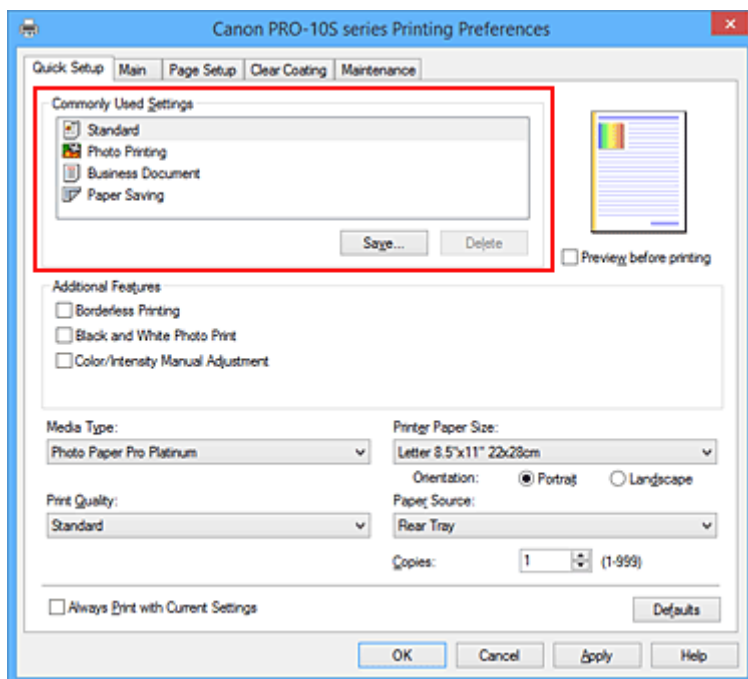 Canon PRO-10S series Printing Preferences
Quick Setup Main Page Setup Clear Coating Maintenance
Commonly Used Settings
Standard
Photo Printing
Business Document
Paper Saving
Save... Delete
Preview before printing
Additional Features
Borderless Printing
Black and White Photo Print
Color/Intensity Manual Adjustment
Media Type: Printer Paper Size:
Photo Paper Pro Platinum Letter 8.5"x11" 22x28cm
Orientation: Portrait Landscape
Print Quality: Paper Source:
Standard Rear Tray
Copies: 1 (1-999)
Always Print with Current Settings Defaults
OK Cancel Apply Help